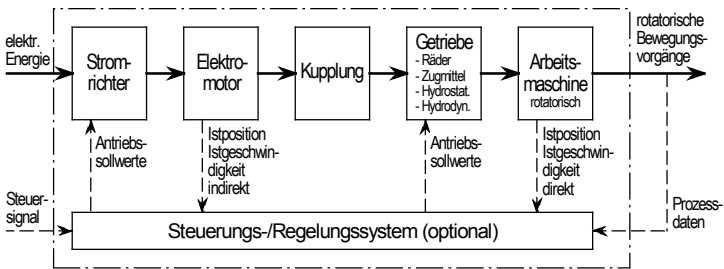 elektr.
Energie
Strom-
richter
Elektro-
motor
Kupplung
Getriebe
- Räder
- Zugmittel
- Hydrostat.
- Hydrodyn.
Arbeits-
maschine
rotatorisch
rotatorische
Bewegungs-
vorgänge
Antriebs-
sollwerte
Istposition
Istgeschwin-
digkeit
indirekt
Antriebs-
sollwerte
Istposition
Istgeschwin-
digkeit
direkt
Steuer-
signal
Steuerungs-/Regelungssystem (optional)
Prozess-
daten